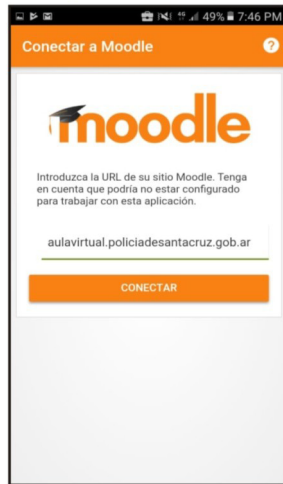 4G 49% 7:46 PM
Conectar a Moodle ?
moodle
Introduzca la URL de su sitio Moodle. Tenga
en cuenta que podría no estar configurado
para trabajar con esta aplicación.
aulavirtual.policiadesantacruz.gob.ar
CONECTAR